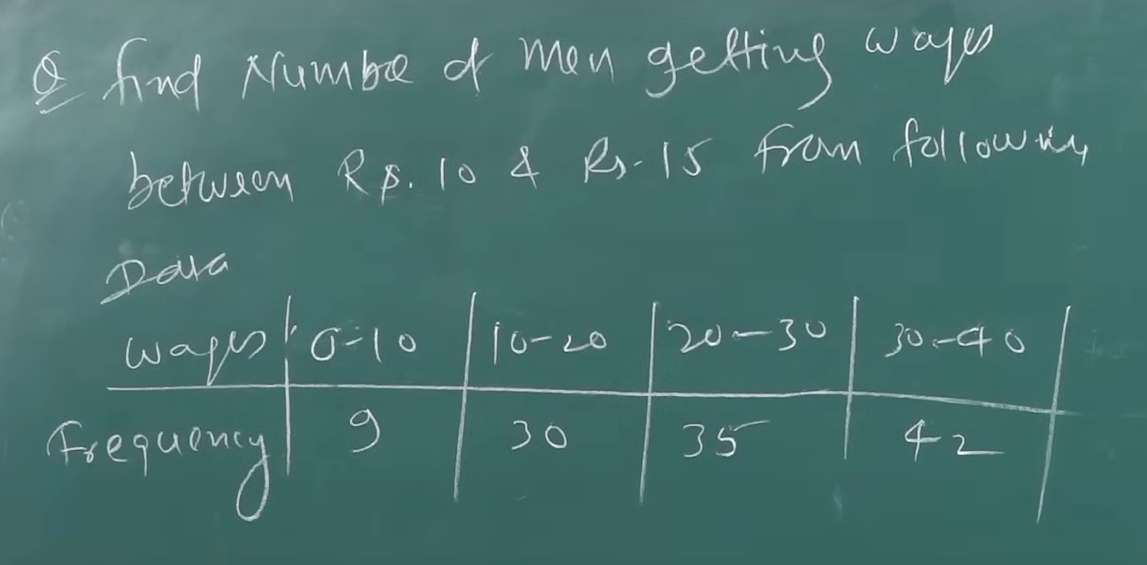 Q find Number of men getting wages
between Rs. 10 & Rs. 15 from following
Data
wages 0-10 10-20 20-30 30-40
Frequency 9 30 35 42